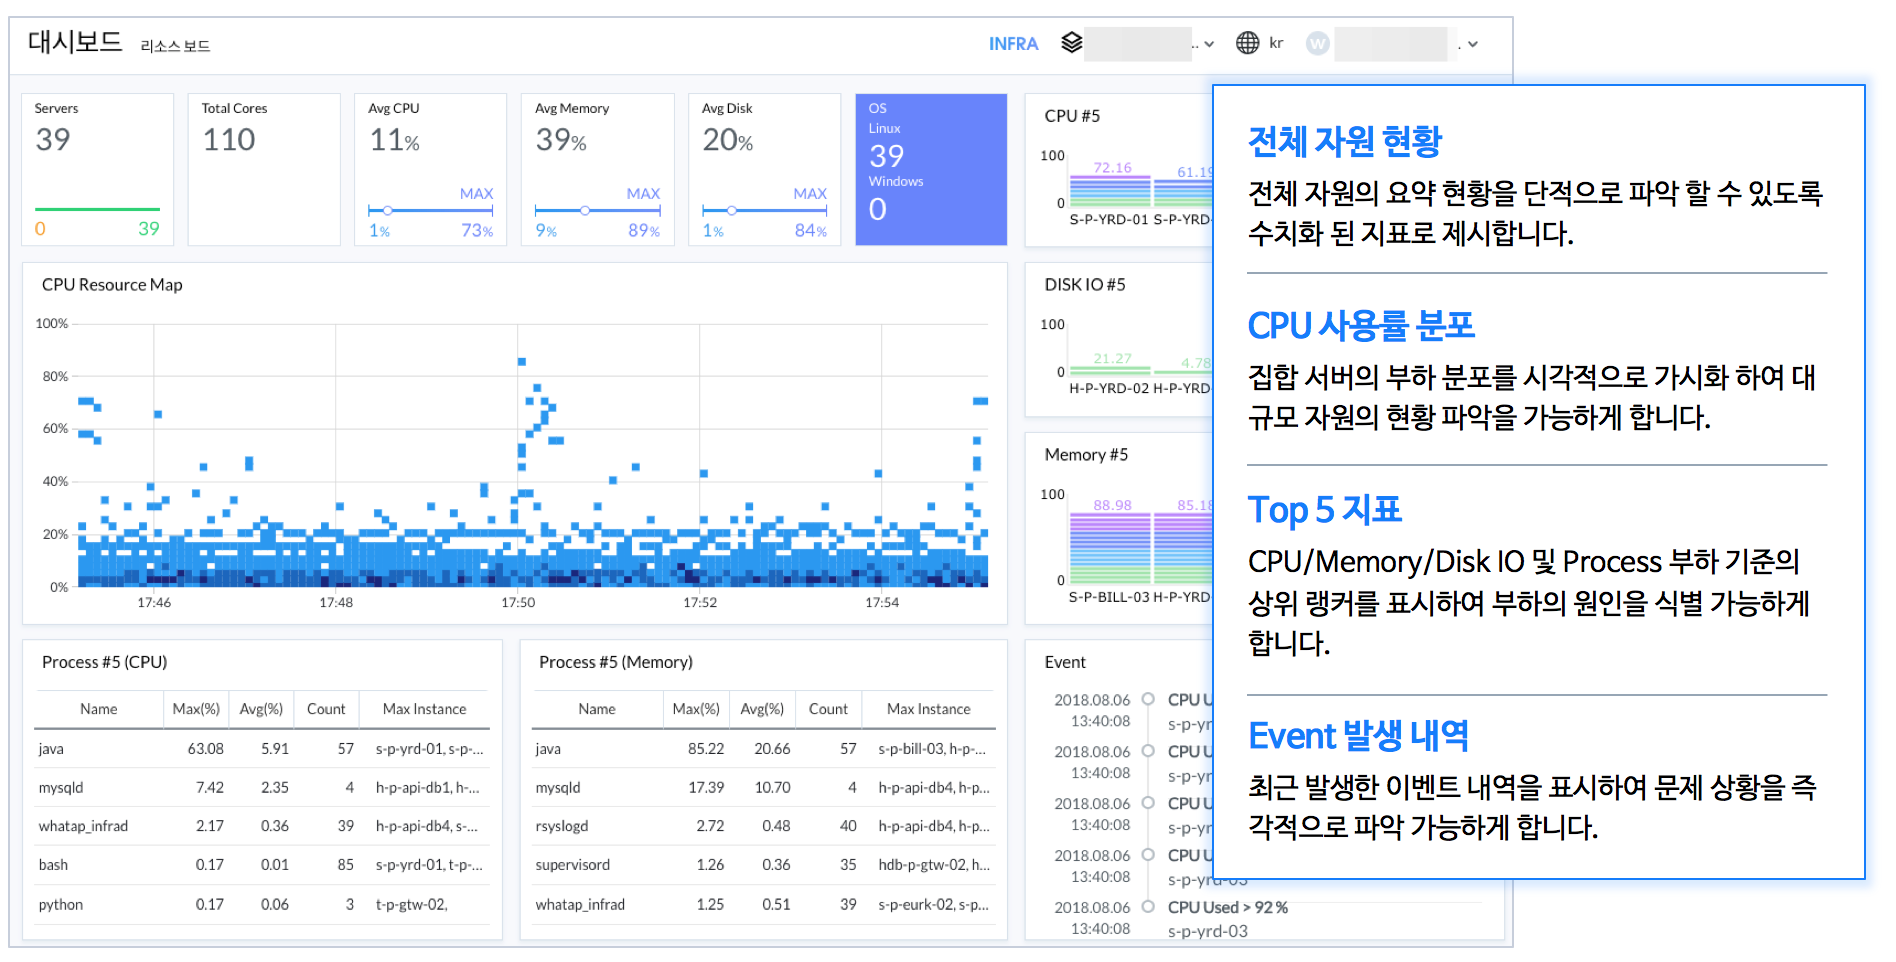 대시보드 리소스 보드
INFRA
kr
W
Servers
39
0 39
Total Cores
110
Avg CPU
11%
MAX
1% 73%
Avg Memory
39%
MAX
9% 89%
Avg Disk
20%
MAX
1% 84%
OS
Linux
39
Windows
0
CPU #5
100
72.16 61.19
0
S-P-YRD-01 S-P-YRD-
CPU Resource Map
100%
80%
60%
40%
20%
0%
17:46 17:48 17:50 17:52 17:54
DISK IO #5
100
21.27 4.78
0
H-P-YRD-02 H-P-YRD-
Memory #5
100
88.98 85.18
0
S-P-BILL-03 H-P-YRD-
Process #5 (CPU)
Name Max(%) Avg(%) Count Max Instance
java 63.08 5.91 57 s-p-yrd-01, s-p-...
mysqld 7.42 2.35 4 h-p-api-db1, h-...
whatap_infrad 2.17 0.36 39 h-p-api-db4, s-...
bash 0.17 0.01 85 s-p-yrd-01, t-p-...
python 0.17 0.06 3 t-p-gtw-02,
Process #5 (Memory)
Name Max(%) Avg(%) Count Max Instance
java 85.22 20.66 57 s-p-bill-03, h-p-...
mysqld 17.39 10.70 4 h-p-api-db4, h-p...
rsyslogd 2.72 0.48 40 h-p-api-db4, h-p...
supervisord 1.26 0.36 35 hdb-p-gtw-02, h...
whatap_infrad 1.25 0.51 39 s-p-eurk-02, s-p...
Event
2018.08.06 CPU U
13:40:08 s-p-yr
2018.08.06 CPU U
13:40:08 s-p-yr
2018.08.06 CPU U
13:40:08 s-p-yr
2018.08.06 CPU U
13:40:08 s-p-yrd-03
2018.08.06 CPU Used > 92 %
13:40:08 s-p-yrd-03
전체 자원 현황
전체 자원의 요약 현황을 단적으로 파악 할 수 있도록
수치화 된 지표로 제시합니다.
CPU 사용률 분포
집합 서버의 부하 분포를 시각적으로 가시화 하여 대
규모 자원의 현황 파악을 가능하게 합니다.
Top 5 지표
CPU/Memory/Disk IO 및 Process 부하 기준의
상위 랭커를 표시하여 부하의 원인을 식별 가능하게
합니다.
Event 발생 내역
최근 발생한 이벤트 내역을 표시하여 문제 상황을 즉
각적으로 파악 가능하게 합니다.